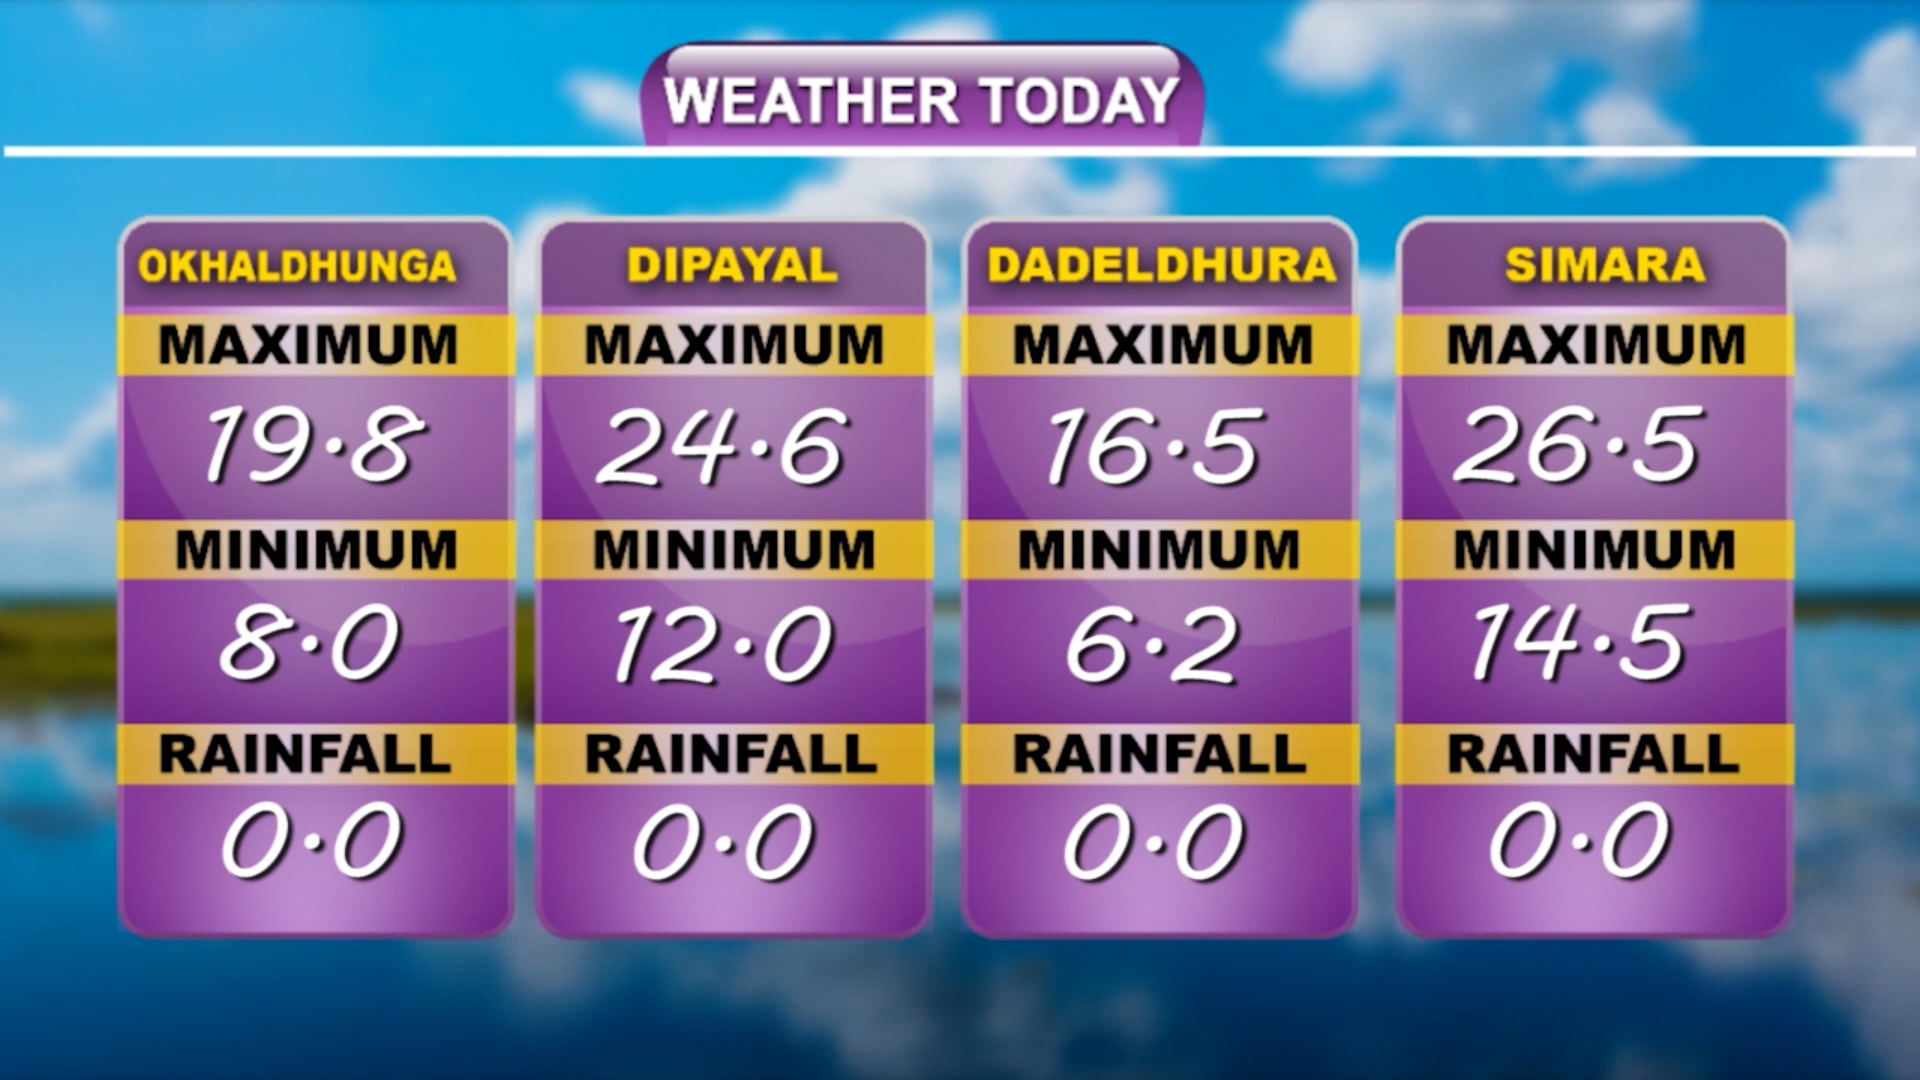 WEATHER TODAY
OKHALDHUNGA
MAXIMUM
19.8
MINIMUM
8.0
RAINFALL
0.0
DIPAYAL
MAXIMUM
24.6
MINIMUM
12.0
RAINFALL
0.0
DADELDHURA
MAXIMUM
16.5
MINIMUM
6.2
RAINFALL
0.0
SIMARA
MAXIMUM
26.5
MINIMUM
14.5
RAINFALL
0.0